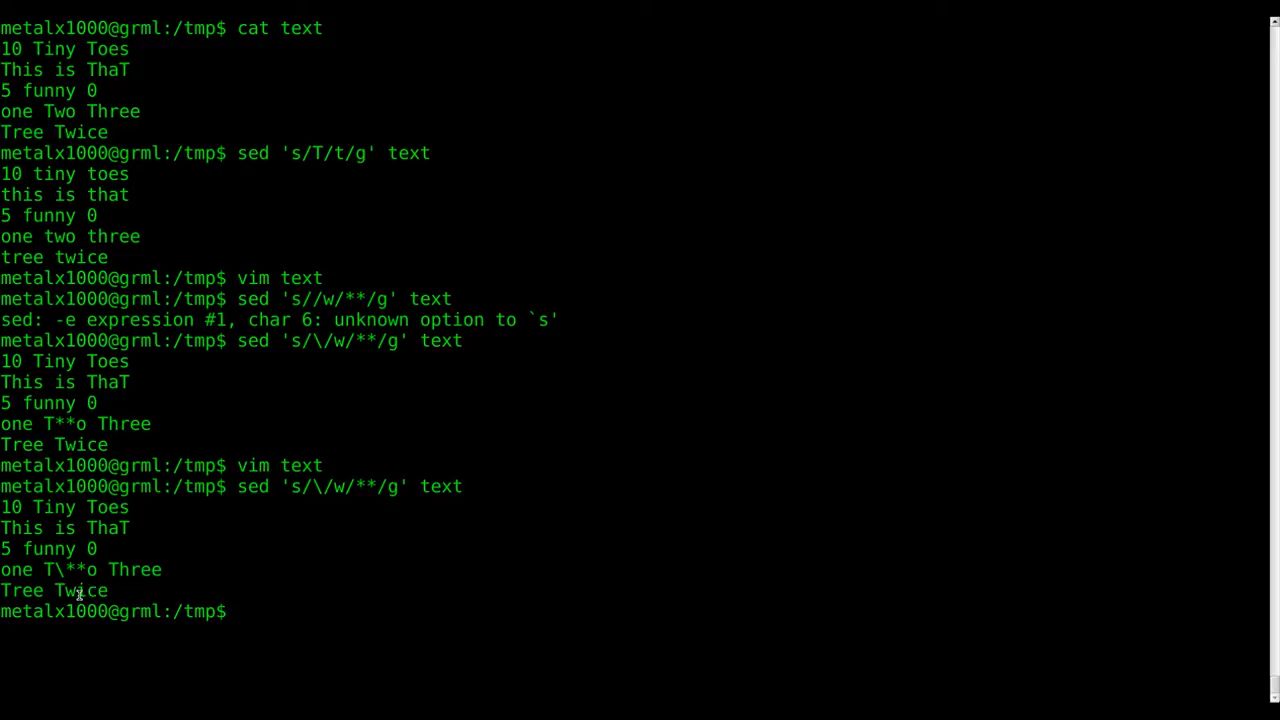 metalx1000@grml:/tmp$ cat text
10 Tiny Toes
This is ThaT
5 funny 0
one Two Three
Tree Twice
metalx1000@grml:/tmp$ sed 's/T/t/g' text
10 tiny toes
this is that
5 funny 0
one two three
tree twice
metalx1000@grml:/tmp$ vim text
metalx1000@grml:/tmp$ sed 's//w/**/g' text
sed: -e expression #1, char 6: unknown option to `s'
metalx1000@grml:/tmp$ sed 's/\/w/**/g' text
10 Tiny Toes
This is ThaT
5 funny 0
one T**o Three
Tree Twice
metalx1000@grml:/tmp$ vim text
metalx1000@grml:/tmp$ sed 's/\/w/**/g' text
10 Tiny Toes
This is ThaT
5 funny 0
one T\**o Three
Tree Twice
metalx1000@grml:/tmp$